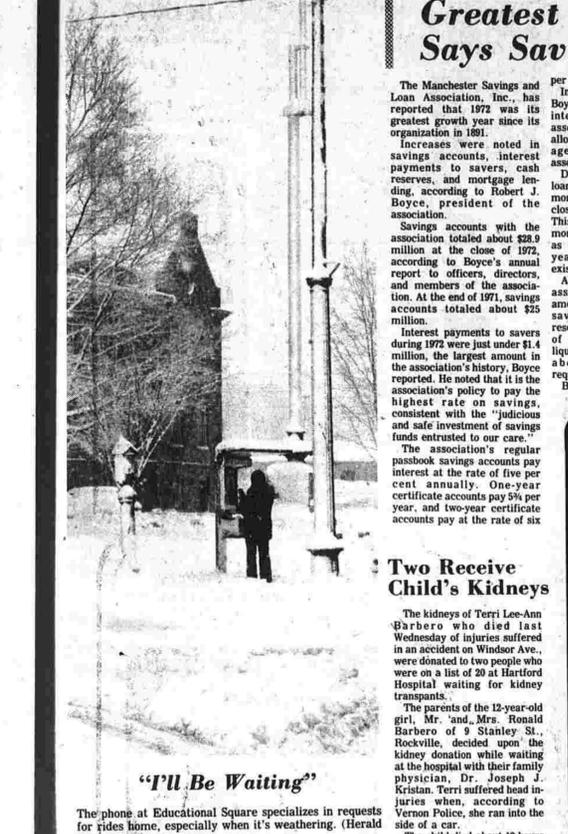 "I'll Be Waiting"
The phone at Educational Square specializes in requests
for rides home, especially when it's weathering. (Herald
Greatest
Says Sav
The Manchester Savings and
Loan Association, Inc., has
reported that 1972 was its
greatest growth year since its
organization in 1891.
Increases were noted in
savings accounts, interest
payments to savers, cash
reserves, and mortgage len-
ding, according to Robert J.
Boyce, president of the
association.
Savings accounts with the
association totaled about $28.9
million at the close of 1972,
according to Boyce's annual
report to officers, directors,
and members of the associa-
tion. At the end of 1971, savings
accounts totaled about $25
million.
Interest payments to savers
during 1972 were just under $1.4
million, the largest amount in
the association's history, Boyce
reported. He noted that it is the
association's policy to pay the
highest rate on savings,
consistent with the "judicious
and safe investment of savings
funds entrusted to our care."
The association's regular
passbook savings accounts pay
interest at the rate of five per
cent annually. One-year
certificate accounts pay 5¾ per
year, and two-year certificate
accounts pay at the rate of six
Two Receive
Child's Kidneys
The kidneys of Terri Lee-Ann
Barbero who died last
Wednesday of injuries suffered
in an accident on Windsor Ave.,
were donated to two people who
were on a list of 20 at Hartford
Hospital waiting for kidney
transpants.
The parents of the 12-year-old
girl, Mr. and Mrs. Ronald
Barbero of 9 Stanley St.,
Rockville, decided upon the
kidney donation while waiting
at the hospital with their family
physician, Dr. Joseph J.
Kristan. Terri suffered head in-
juries when, according to
Vernon Police, she ran into the
side of a car.
per
In
Boy
inte
asso
allo
age
asso
D
loan
mor
clos
This
mor
as
yea
exis
A
ass
amo
sav
rese
of
liqu
abo
req
B